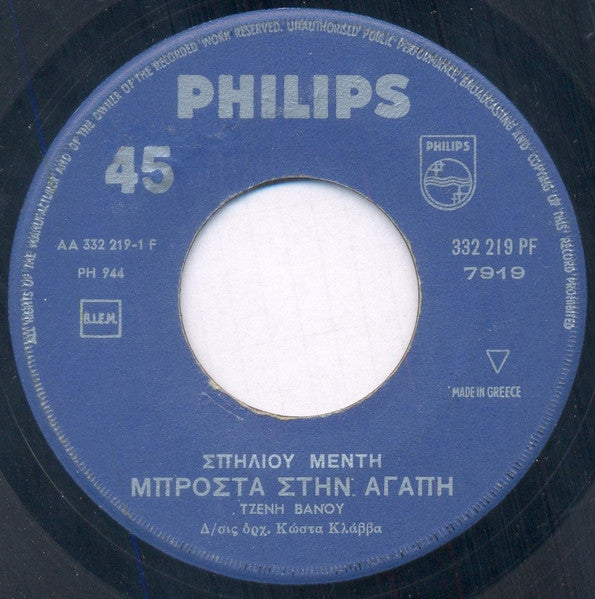 ALL RIGHTS OF THE MANUFACTURER AND OF THE OWNER OF THE RECORDED WORK RESERVED. UNAUTHORISED PUBLIC PERFORMANCE, BROADCASTING AND COPYING OF THIS RECORD PROHIBITED
PHILIPS
45
PHILIPS
AA 332 219-1 F
332 219 PF
PH 944
7919
B.I.E.M.
MADE IN GREECE
ΣΠΗΛΙΟΥ ΜΕΝΤΗ
ΜΠΡΟΣΤΑ ΣΤΗΝ ΑΓΑΠΗ
ΤΖΕΝΗ ΒΑΝΟΥ
Δ/σις ὀρχ. Κώστα Κλάββα